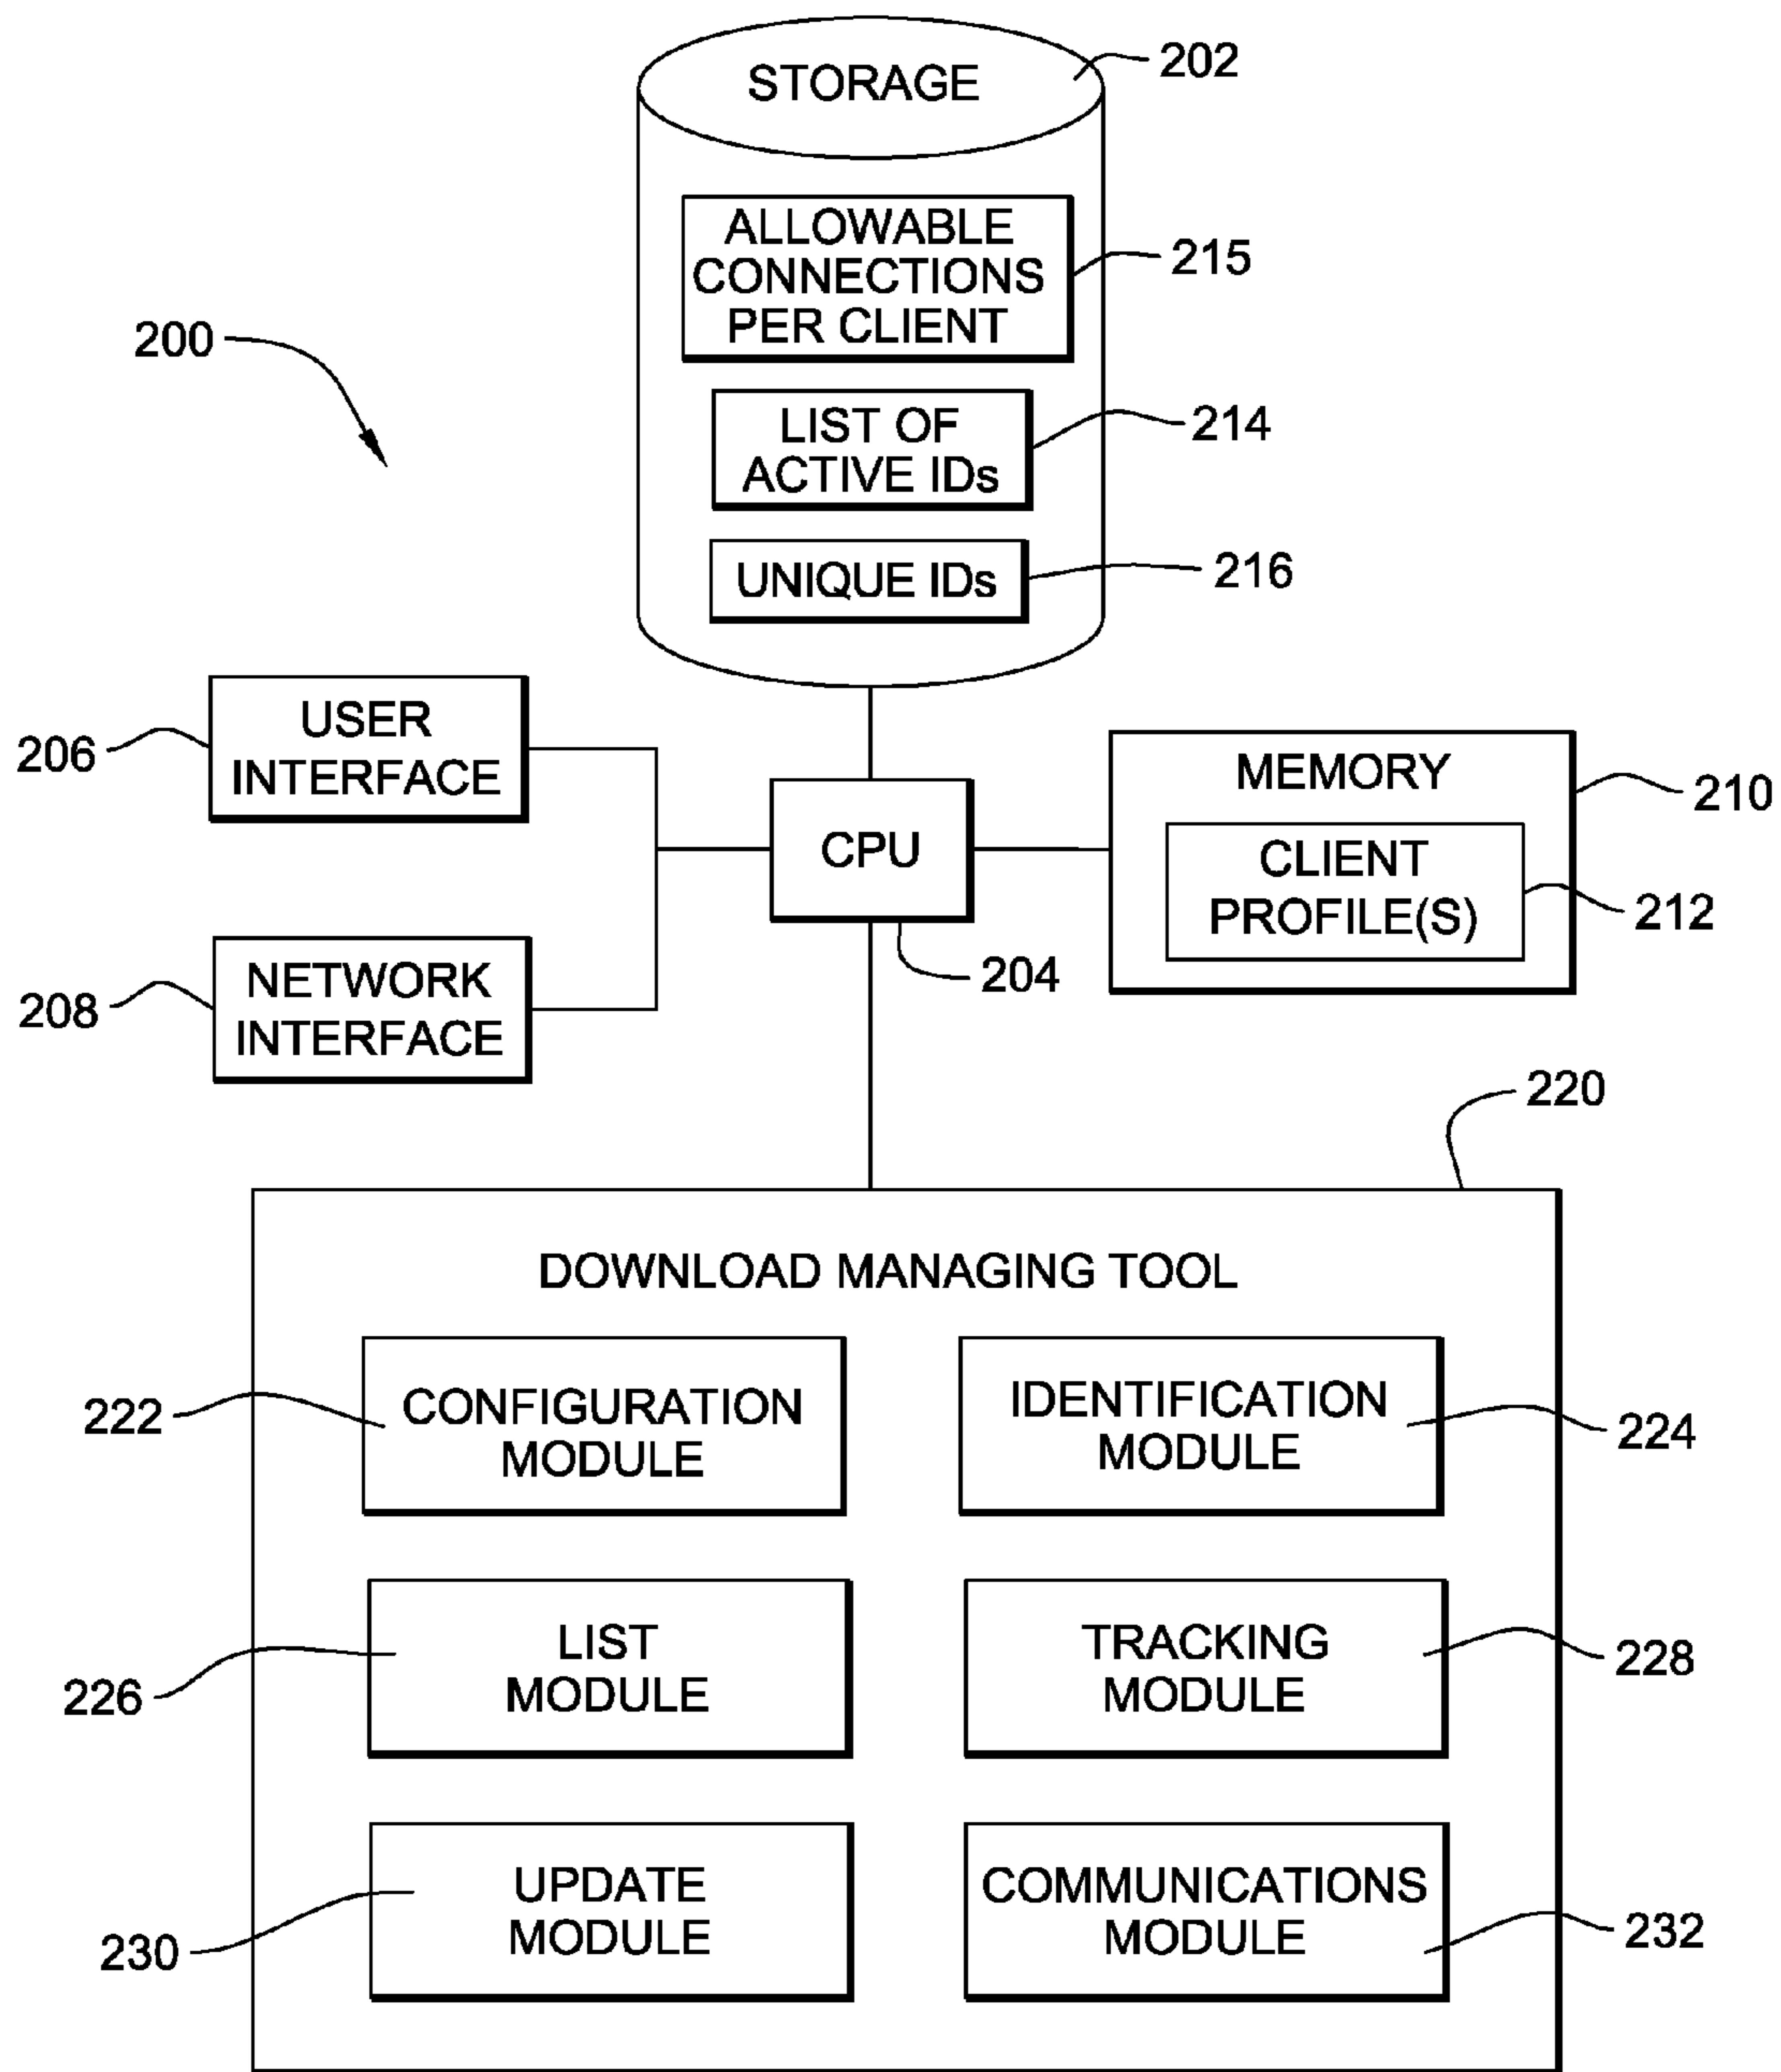 STORAGE
202
ALLOWABLE
CONNECTIONS
PER CLIENT
215
200
LIST OF
ACTIVE IDs
214
UNIQUE IDs
216
USER
INTERFACE
206
MEMORY
210
CPU
204
CLIENT
PROFILE(S)
212
NETWORK
INTERFACE
208
220
DOWNLOAD MANAGING TOOL
CONFIGURATION
MODULE
222
IDENTIFICATION
MODULE
224
LIST
MODULE
226
TRACKING
MODULE
228
UPDATE
MODULE
230
COMMUNICATIONS
MODULE
232